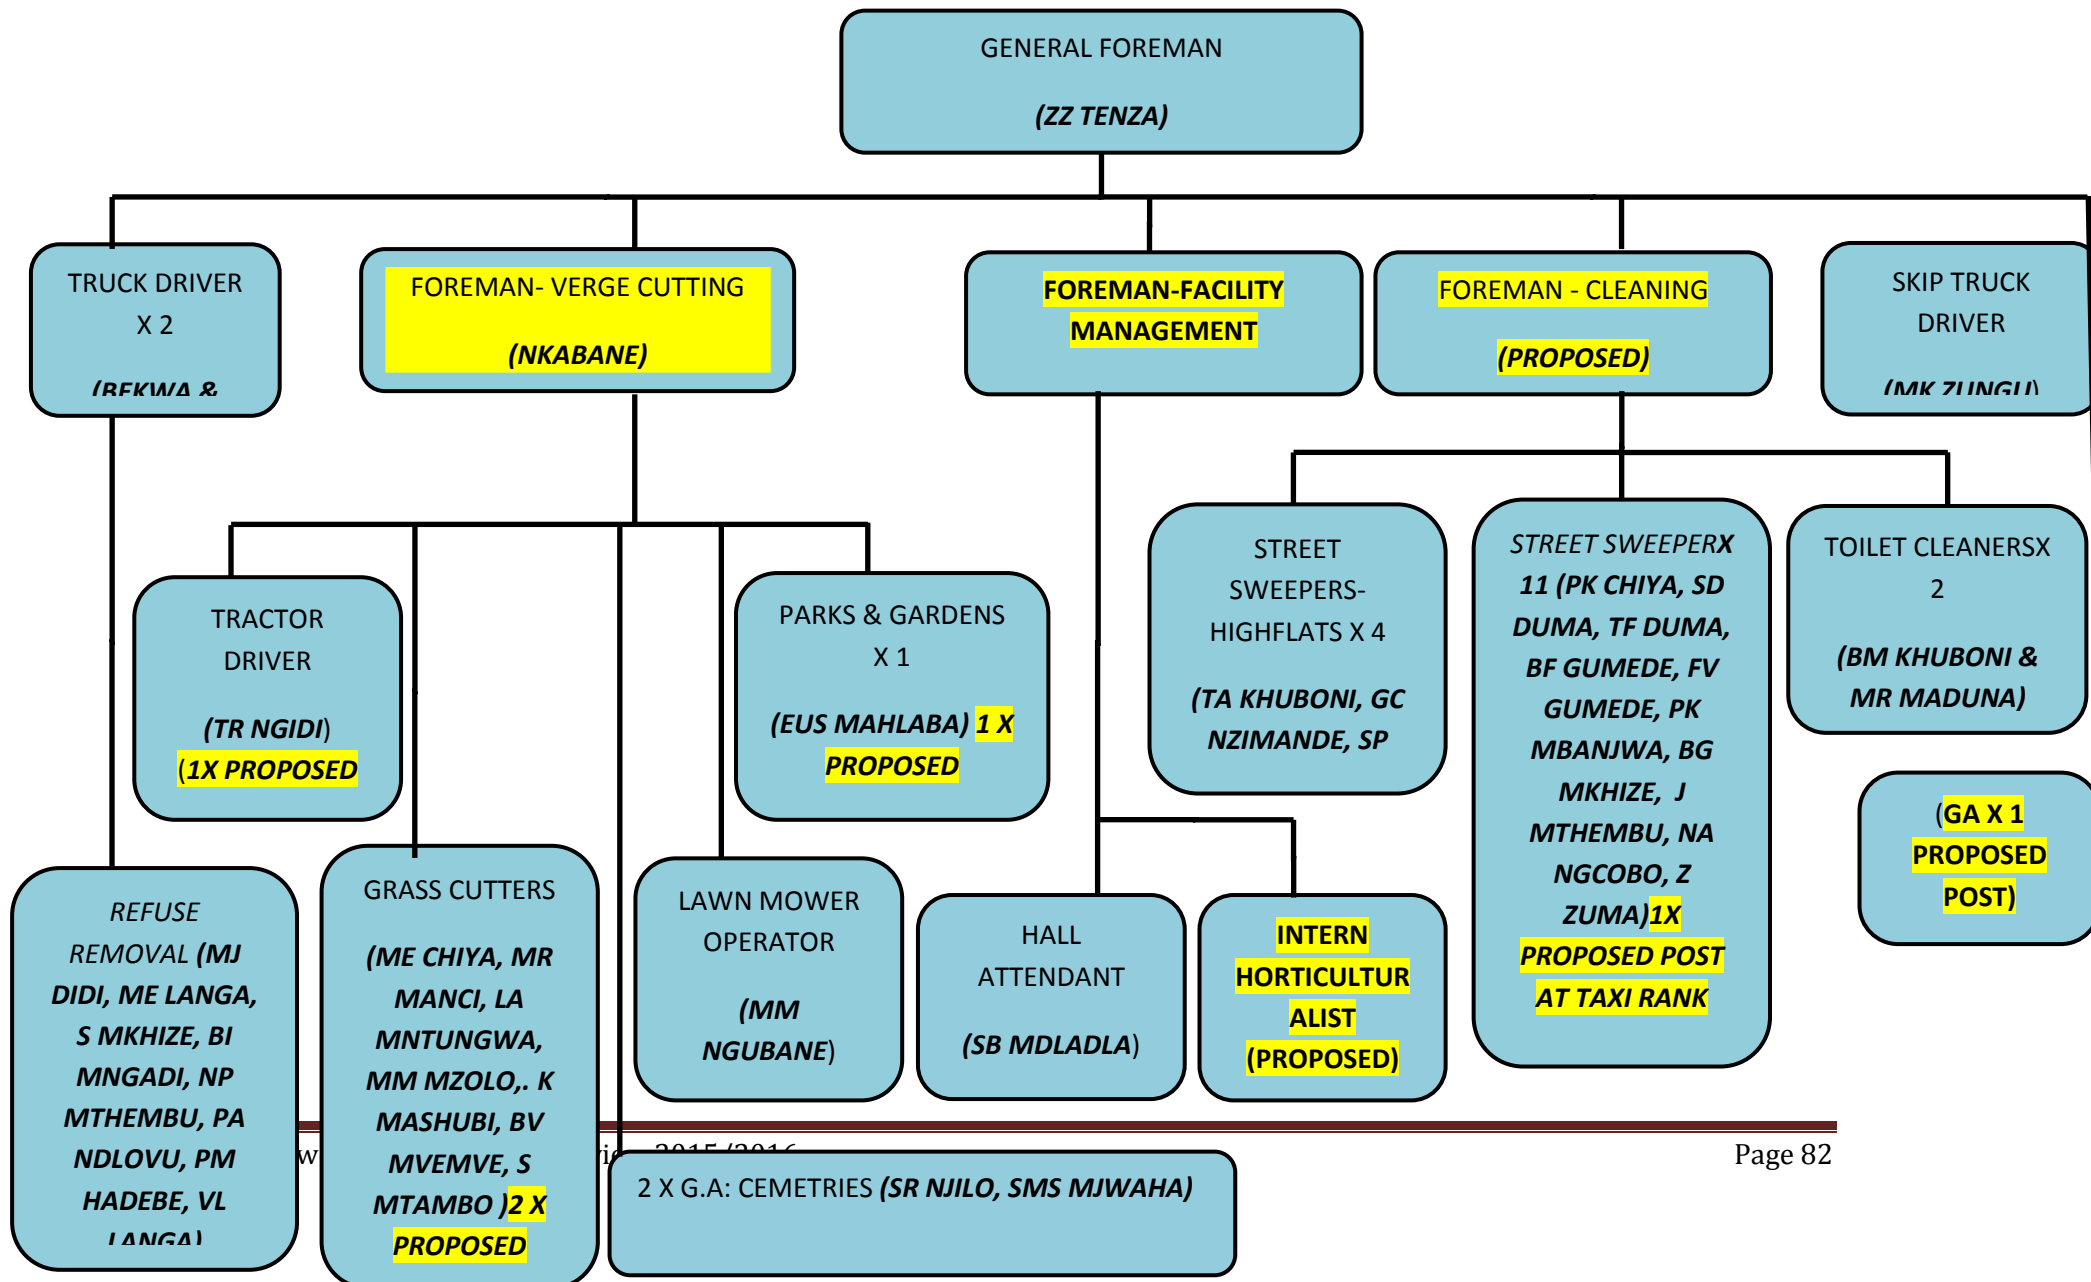 GENERAL FOREMAN
(ZZ TENZA)
TRUCK DRIVER
X 2
(BEKWA &
FOREMAN- VERGE CUTTING
(NKABANE)
FOREMAN-FACILITY
MANAGEMENT
FOREMAN - CLEANING
(PROPOSED)
SKIP TRUCK
DRIVER
(MK ZUNGU)
TRACTOR
DRIVER
(TR NGIDI)
(1X PROPOSED
PARKS & GARDENS
X 1
(EUS MAHLABA) 1 X
PROPOSED
STREET
SWEEPERS-
HIGHFLATS X 4
(TA KHUBONI, GC
NZIMANDE, SP
STREET SWEEPERX
11 (PK CHIYA, SD
DUMA, TF DUMA,
BF GUMEDE, FV
GUMEDE, PK
MBANJWA, BG
MKHIZE, J
MTHEMBU, NA
NGCOBO, Z
ZUMA)1X
PROPOSED POST
AT TAXI RANK
TOILET CLEANERSX
2
(BM KHUBONI &
MR MADUNA)
(GA X 1
PROPOSED
POST)
REFUSE
REMOVAL (MJ
DIDI, ME LANGA,
S MKHIZE, BI
MNGADI, NP
MTHEMBU, PA
NDLOVU, PM
HADEBE, VL
LANGA)
GRASS CUTTERS
(ME CHIYA, MR
MANCI, LA
MNTUNGWA,
MM MZOLO,. K
MASHUBI, BV
MVEMVE, S
MTAMBO )2 X
PROPOSED
LAWN MOWER
OPERATOR
(MM
NGUBANE)
HALL
ATTENDANT
(SB MDLADLA)
INTERN
HORTICULTUR
ALIST
(PROPOSED)
2015/2016
Page 82
2 X G.A: CEMETRIES (SR NJILO, SMS MJWAHA)